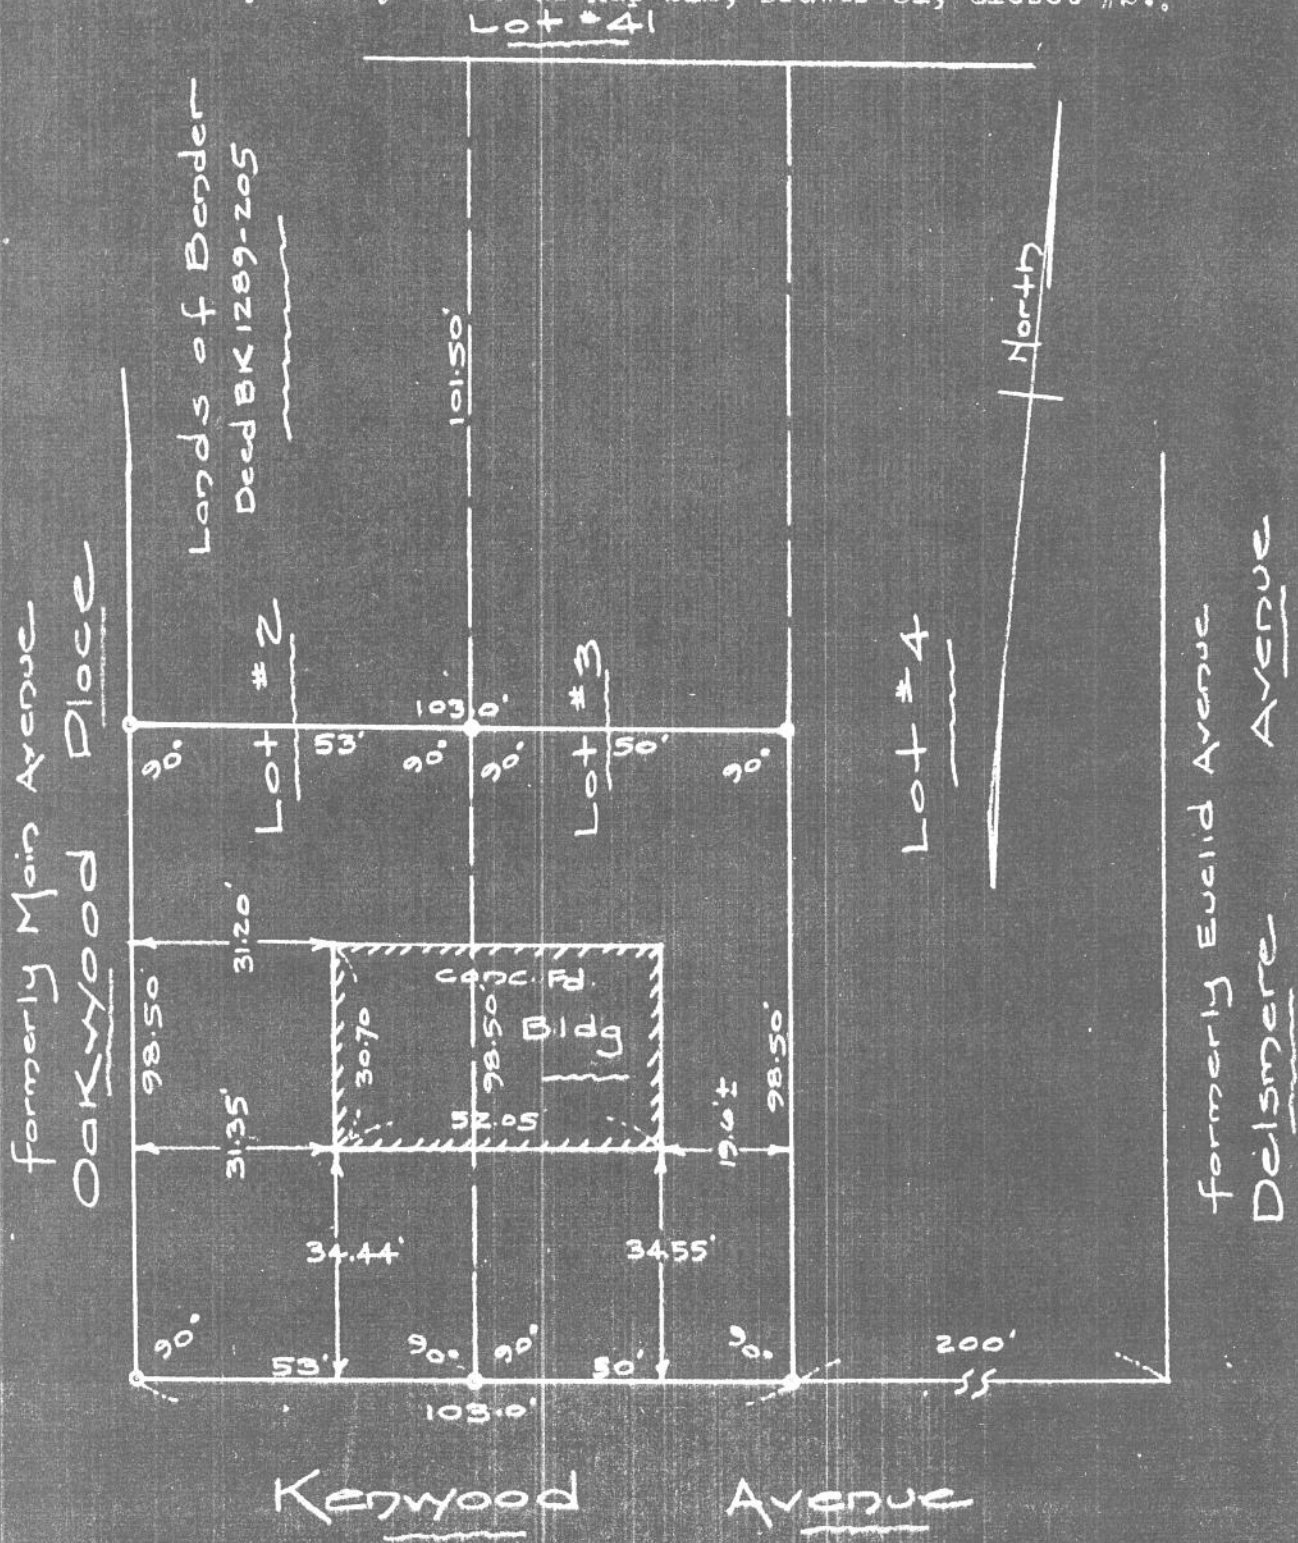 Lot #41
Lands of Bender
Deed BK 1289-205
101.50'
North
formerly Main Avenue
Oakwood Place
Lot #2
Lot #3
Lot #4
103.0'
53'
50'
90°
90°
90°
90°
formerly Euclid Avenue
Delsmere Avenue
31.20'
98.50'
31.35'
Conc. Fd.
Bldg
30.70
98.50'
52.05
19.6'±
98.50'
34.44'
34.55'
90°
90°
90°
90°
53'
50'
200'
103.0'
Kenwood Avenue